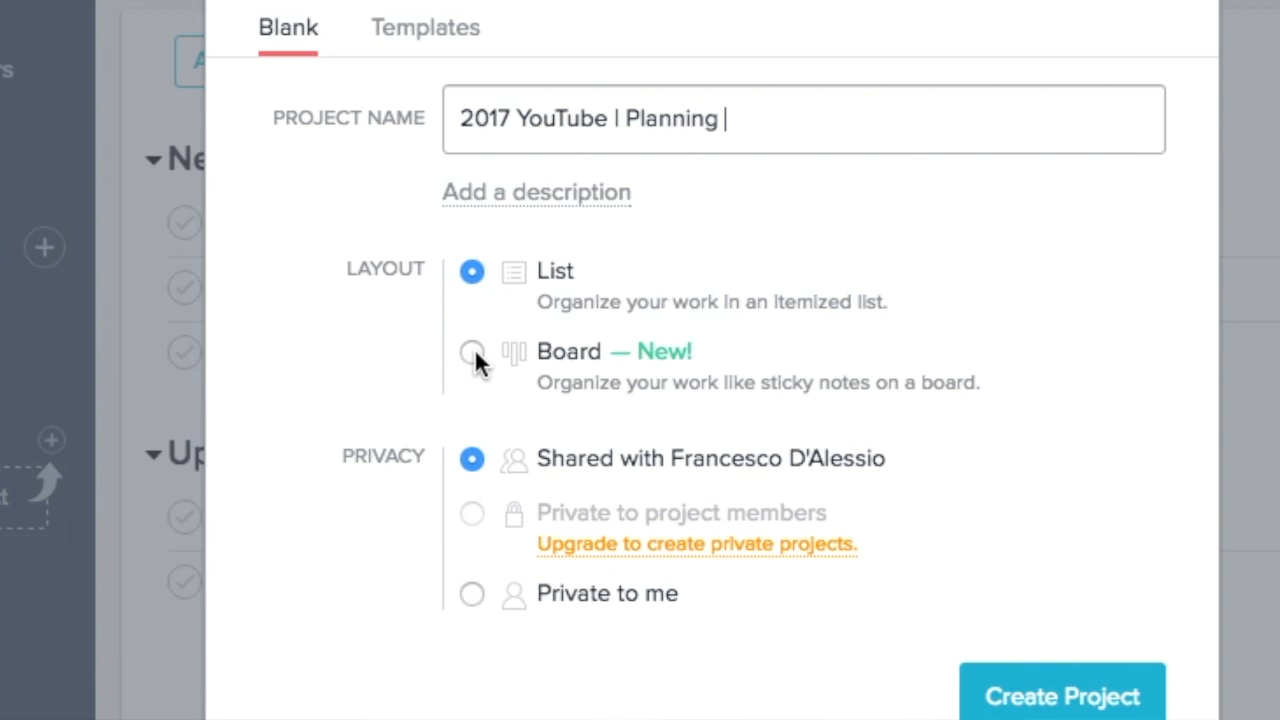 Blank Templates
PROJECT NAME 2017 YouTube | Planning
Add a description
LAYOUT List
Organize your work in an itemized list.
Board — New!
Organize your work like sticky notes on a board.
PRIVACY Shared with Francesco D'Alessio
Private to project members
Upgrade to create private projects.
Private to me
Create Project